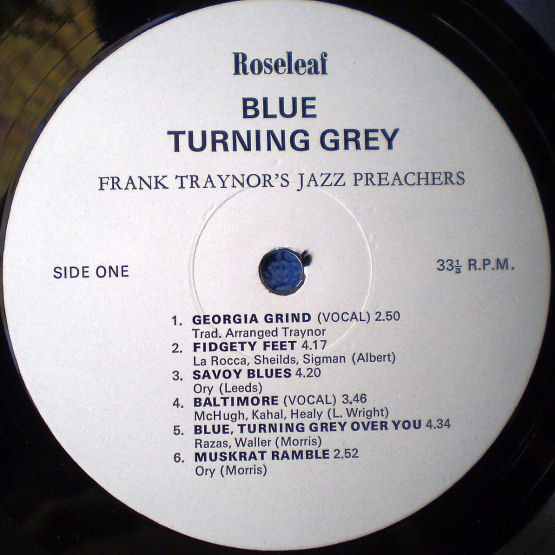 Roseleaf
BLUE
TURNING GREY
FRANK TRAYNOR'S JAZZ PREACHERS
SIDE ONE
33⅓ R.P.M.
1. GEORGIA GRIND (VOCAL) 2.50
Trad. Arranged Traynor
2. FIDGETY FEET 4.17
La Rocca, Sheilds, Sigman (Albert)
3. SAVOY BLUES 4.20
Ory (Leeds)
4. BALTIMORE (VOCAL) 3,46
McHugh, Kahal, Healy (L. Wright)
5. BLUE, TURNING GREY OVER YOU 4.34
Razas, Waller (Morris)
6. MUSKRAT RAMBLE 2.52
Ory (Morris)